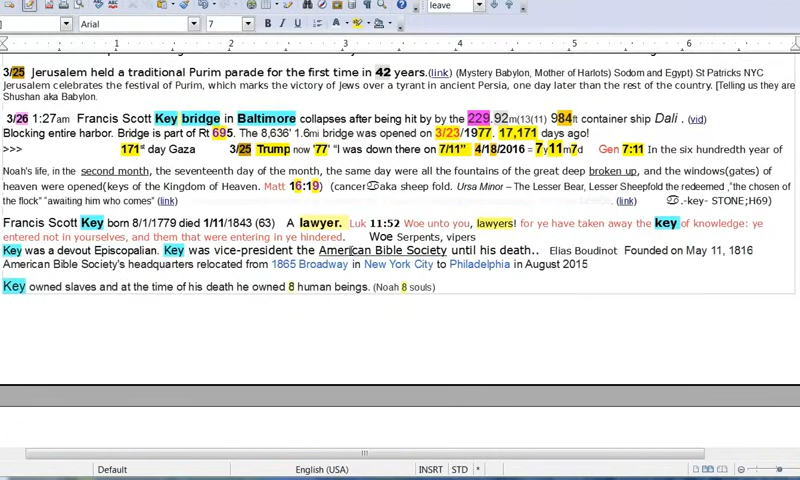 leave
Arial
7
B I U
1 2 3 4 5 6
3/25 Jerusalem held a traditional Purim parade for the first time in 42 years.(link) (Mystery Babylon, Mother of Harlots) Sodom and Egypt) St Patricks NYC
Jerusalem celebrates the festival of Purim, which marks the victory of jews over a tyrant in ancient Persia, one day later than the rest of the country. [Telling us they are
Shushan aka Babylon.
3/26 1:27am Francis Scott Key bridge in Baltimore collapses after being hit by by the 229.92m(13(11) 984ft container ship Dali . (vid)
Blocking entire harbor. Bridge is part of Rt 695. The 8,636' 1.6mi bridge was opened on 3/23/1977. 17,171 days ago!
>>> 171st day Gaza 3/25 Trump now '77' “I was down there on 7/11” 4/18/2016 = 7y11m7d Gen 7:11 In the six hundredth year of
Noah's life, in the second month, the seventeenth day of the month, the same day were all the fountains of the great deep broken up, and the windows(gates) of
heaven were opened(keys of the Kingdom of Heaven. Matt 16:19) (cancer♋aka sheep fold. Ursa Minor – The Lesser Bear, Lesser Sheepfold the redeemed ,”the chosen of
the flock” “awaiting him who comes” (link) (link) ♋.-key- STONE;H69)
Francis Scott Key born 8/1/1779 died 1/11/1843 (63) A lawyer. Luk 11:52 Woe unto you, lawyers! for ye have taken away the key of knowledge: ye
entered not in yourselves, and them that were entering in ye hindered. Woe Serpents, vipers
Key was a devout Episcopalian. Key was vice-president the American Bible Society until his death.. Elias Boudinot Founded on May 11, 1816
American Bible Society's headquarters relocated from 1865 Broadway in New York City to Philadelphia in August 2015
Key owned slaves and at the time of his death he owned 8 human beings. (Noah 8 souls)
Default English (USA) INSRT STD *